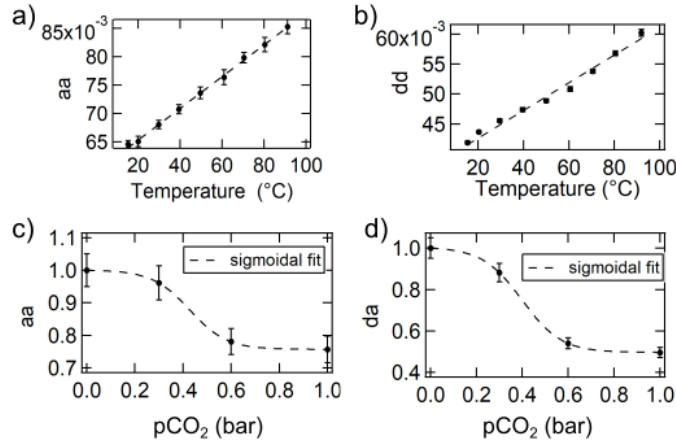 a)
85x10⁻³
80
75
70
65
aa
20 40 60 80 100
Temperature (°C)
b)
60x10⁻³
55
50
45
dd
20 40 60 80 100
Temperature (°C)
c)
1.1
1.0
0.9
0.8
0.7
aa
sigmoidal fit
0.0 0.2 0.4 0.6 0.8 1.0
pCO₂ (bar)
d)
1.0
0.8
0.6
0.4
da
sigmoidal fit
0.0 0.2 0.4 0.6 0.8 1.0
pCO₂ (bar)